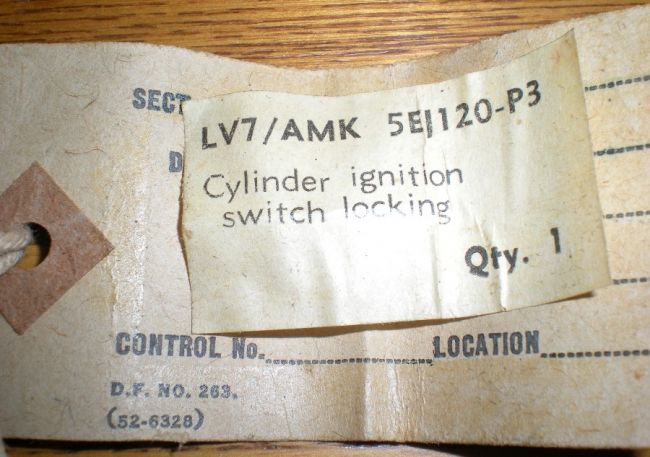 SECT
LV7/AMK 5E/120-P3
D
Cylinder ignition
switch locking
Qty. 1
CONTROL No. LOCATION
D.F. NO. 263.
(52-6328)